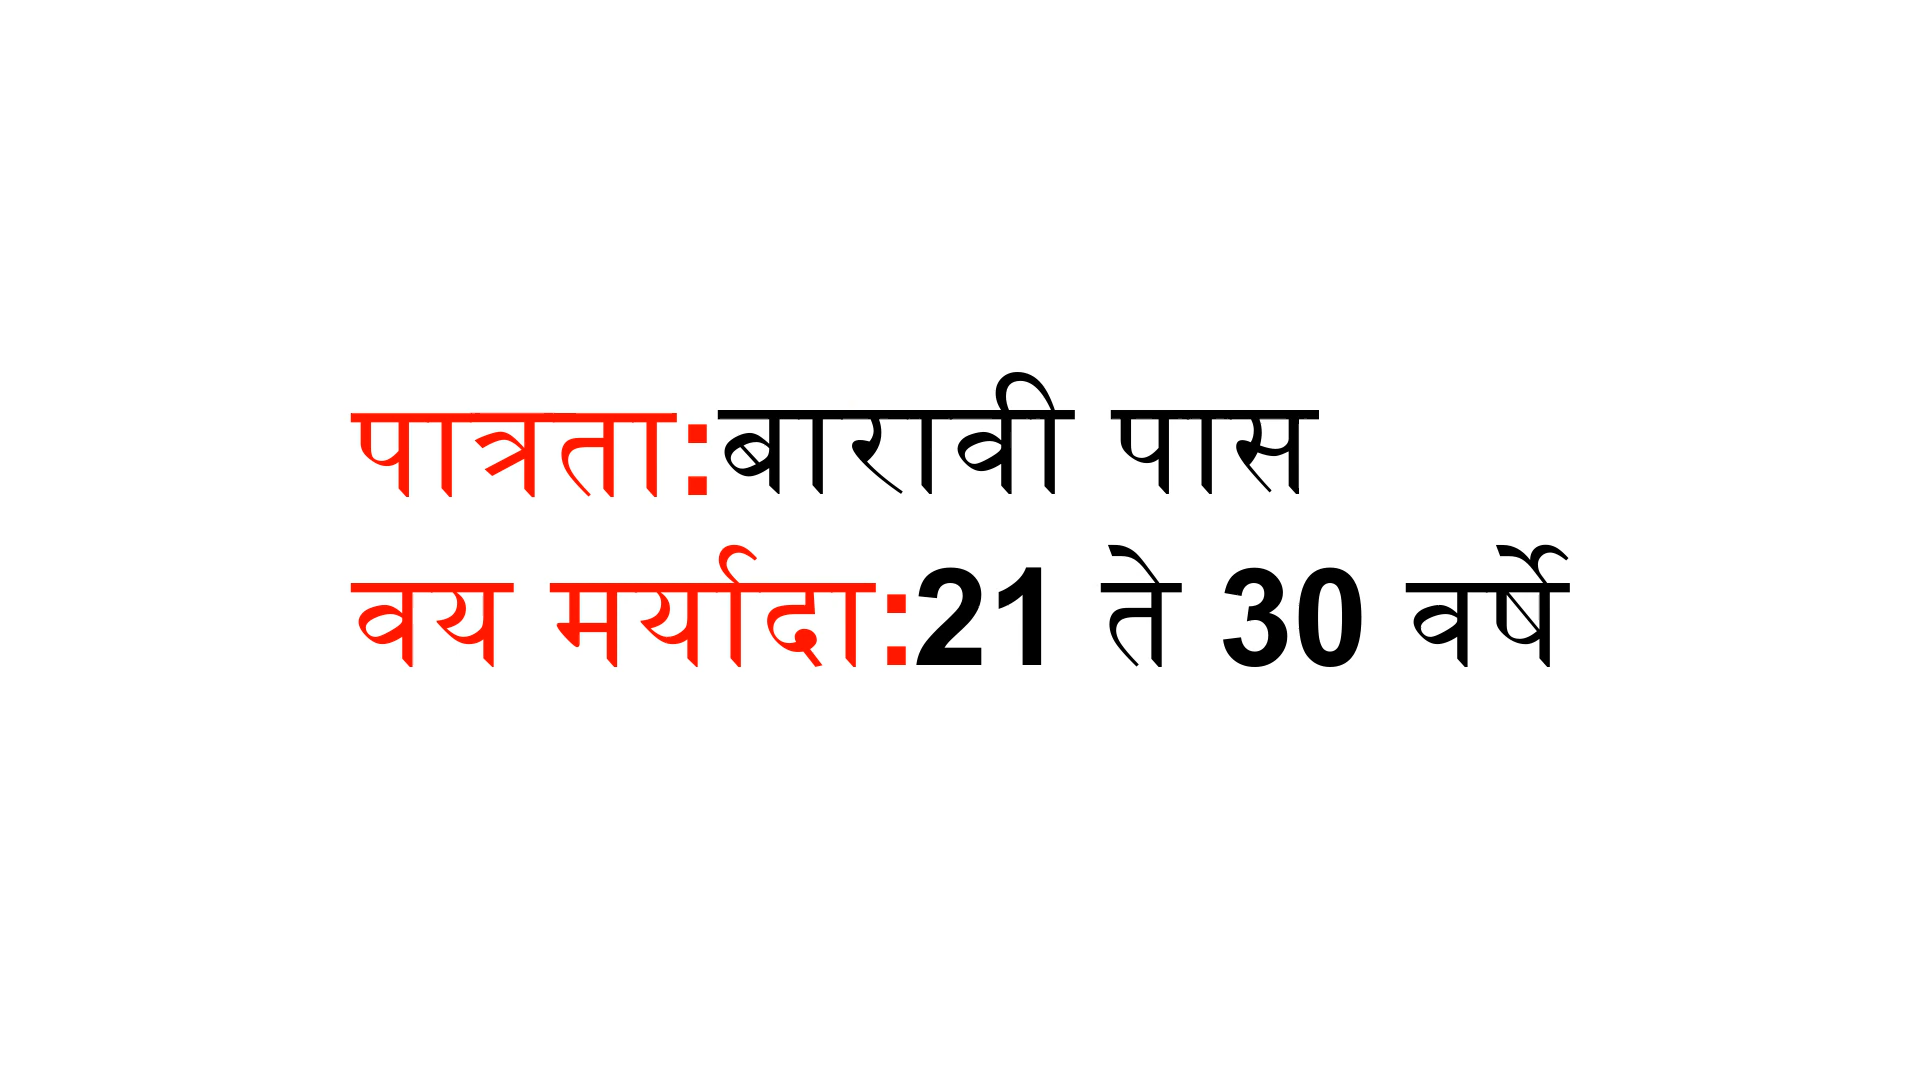 पात्रता:बारावी पास
वय मर्यादा:21 ते 30 वर्षे